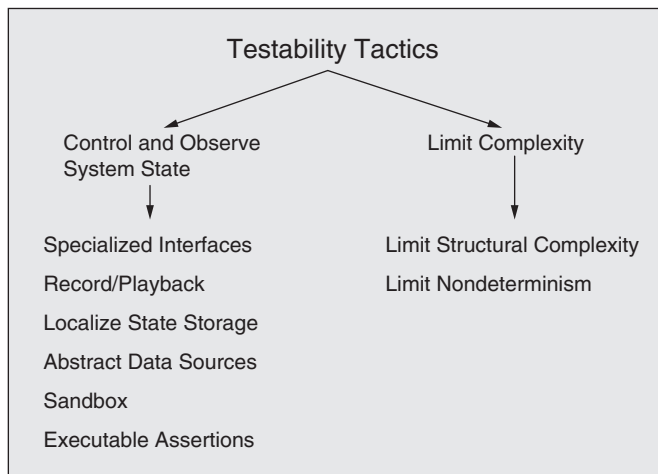 Testability Tactics
Control and Observe
System State
Limit Complexity
Specialized Interfaces
Record/Playback
Localize State Storage
Abstract Data Sources
Sandbox
Executable Assertions
Limit Structural Complexity
Limit Nondeterminism